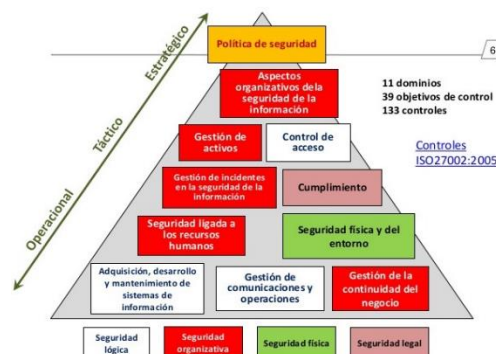 Política de seguridad
6
Estratégico
Táctico
Operacional
Aspectos
organizativos dela
seguridad de la
información
11 dominios
39 objetivos de control
133 controles
Gestión de
activos
Control de
acceso
Controles
ISO27002:2005
Gestión de incidentes
en la seguridad de la
información
Cumplimiento
Seguridad ligada a
los recursos
humanos
Seguridad física y del
entorno
Adquisición, desarrollo
y mantenimiento de
sistemas de
información
Gestión de
comunicaciones y
operaciones
Gestión de la
continuidad del
negocio
Seguridad
lógica
Seguridad
organizativa
Seguridad física
Seguridad legal